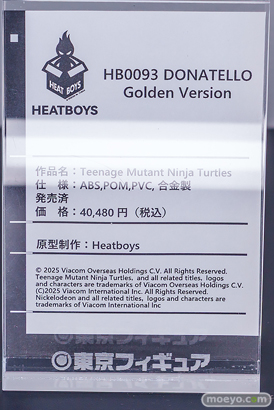 HB0093 DONATELLO
Golden Version
HEAT BOYS
HEATBOYS
作品名：Teenage Mutant Ninja Turtles
仕　様：ABS,POM,PVC, 合金製
発売済
価　格：40,480 円（税込）
原型制作：Heatboys
© 2025 Viacom Overseas Holdings C.V. All Rights Reserved.
Teenage Mutant Ninja Turtles, and all related titles, logos
and characters are trademarks of Viacom Overseas Holdings C.V.
(C)2025 Viacom International Inc. All Rights Reserved.
Nickelodeon and all related titles, logos and characters are
trademarks of Viacom International Inc
東京フィギュア
moeyo.com